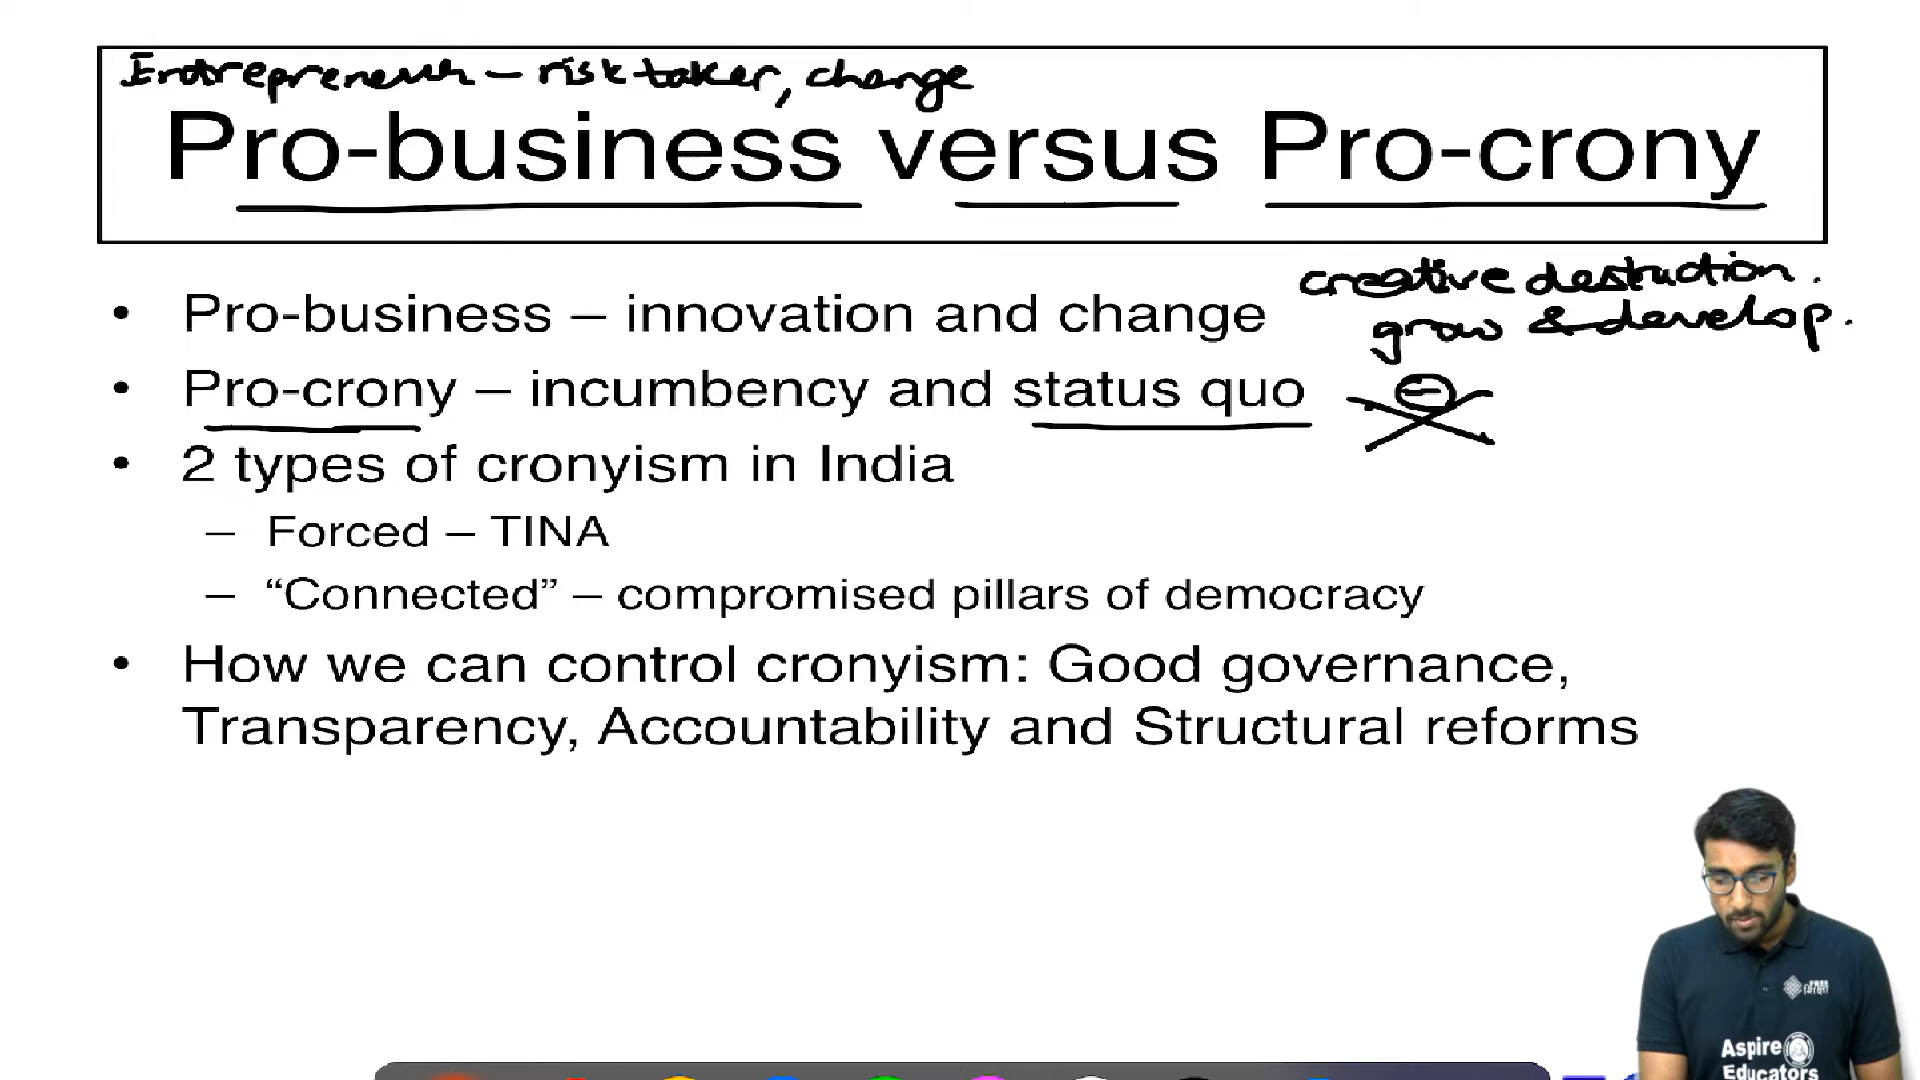 Entrepreneur – risk taker, change
Pro-business versus Pro-crony
creative destruction.
• Pro-business – innovation and change
grow & develop.
• Pro-crony – incumbency and status quo
• 2 types of cronyism in India
– Forced – TINA
– “Connected” – compromised pillars of democracy
• How we can control cronyism: Good governance,
Transparency, Accountability and Structural reforms
Aspire
Educators